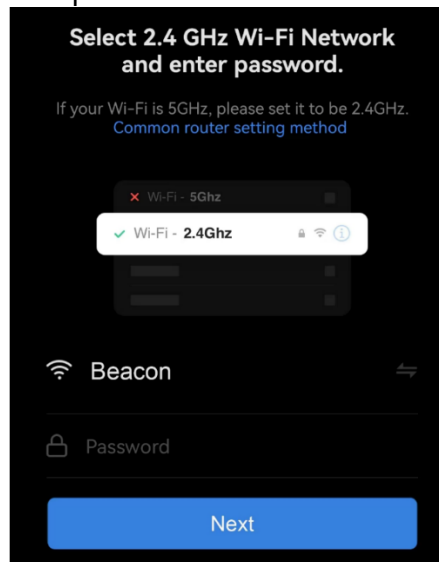 Select 2.4 GHz Wi-Fi Network
and enter password.
If your Wi-Fi is 5GHz, please set it to be 2.4GHz.
Common router setting method
Wi-Fi - 5Ghz
Wi-Fi - 2.4Ghz
Beacon
Password
Next